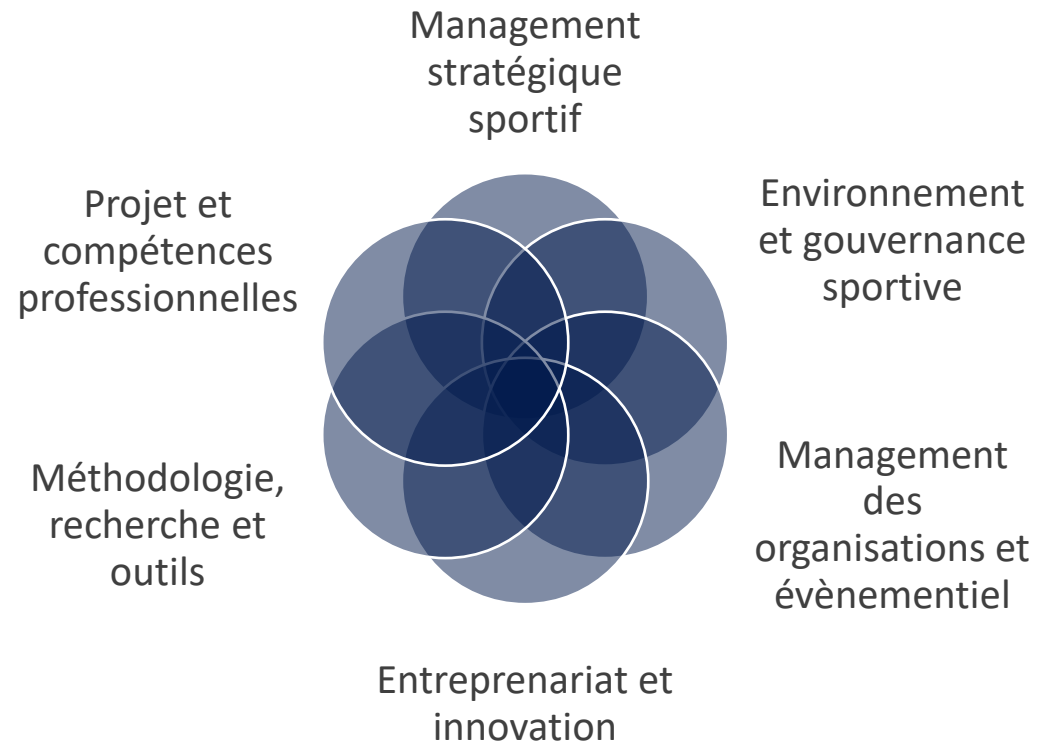 Management
stratégique
sportif
Environnement
et gouvernance
sportive
Management
des
organisations et
évènementiel
Entreprenariat et
innovation
Méthodologie,
recherche et
outils
Projet et
compétences
professionnelles